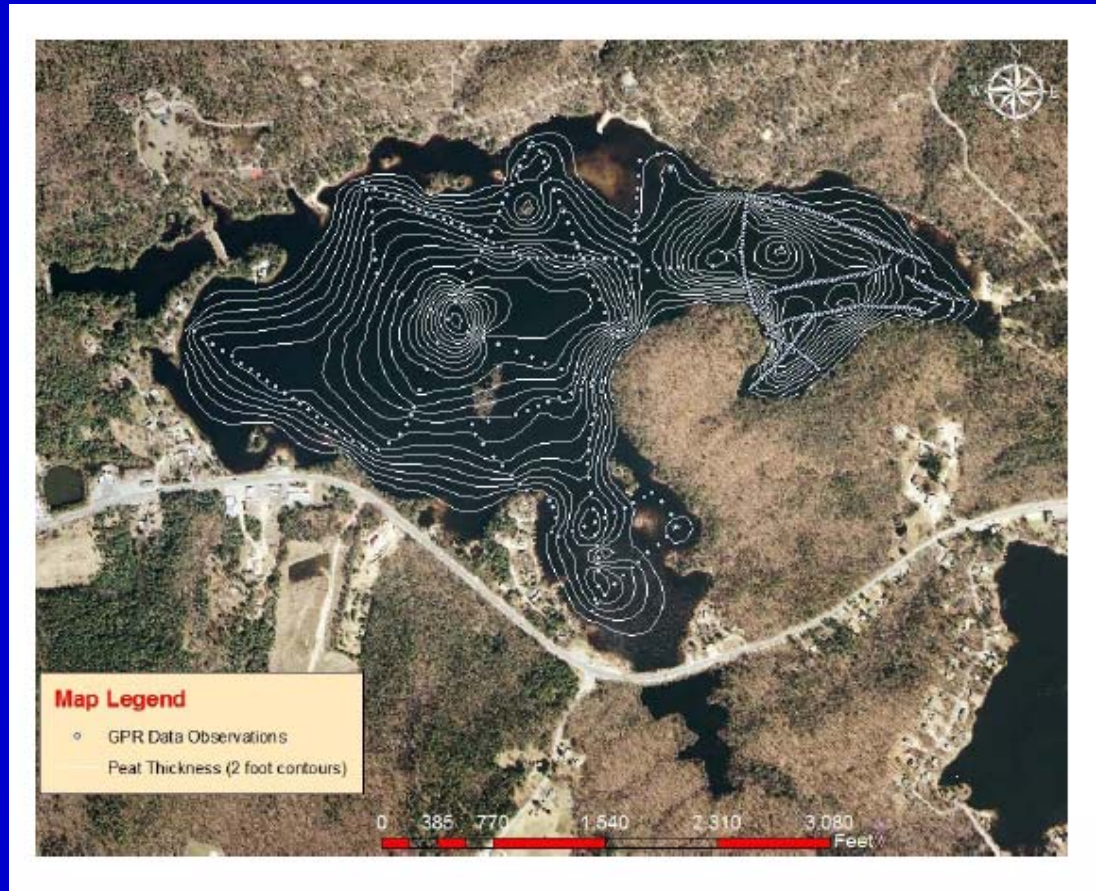 N
W E
S
Map Legend
GPR Data Observations
Peat Thickness (2 foot contours)
0 385 770 1,540 2,310 3,080
Feet